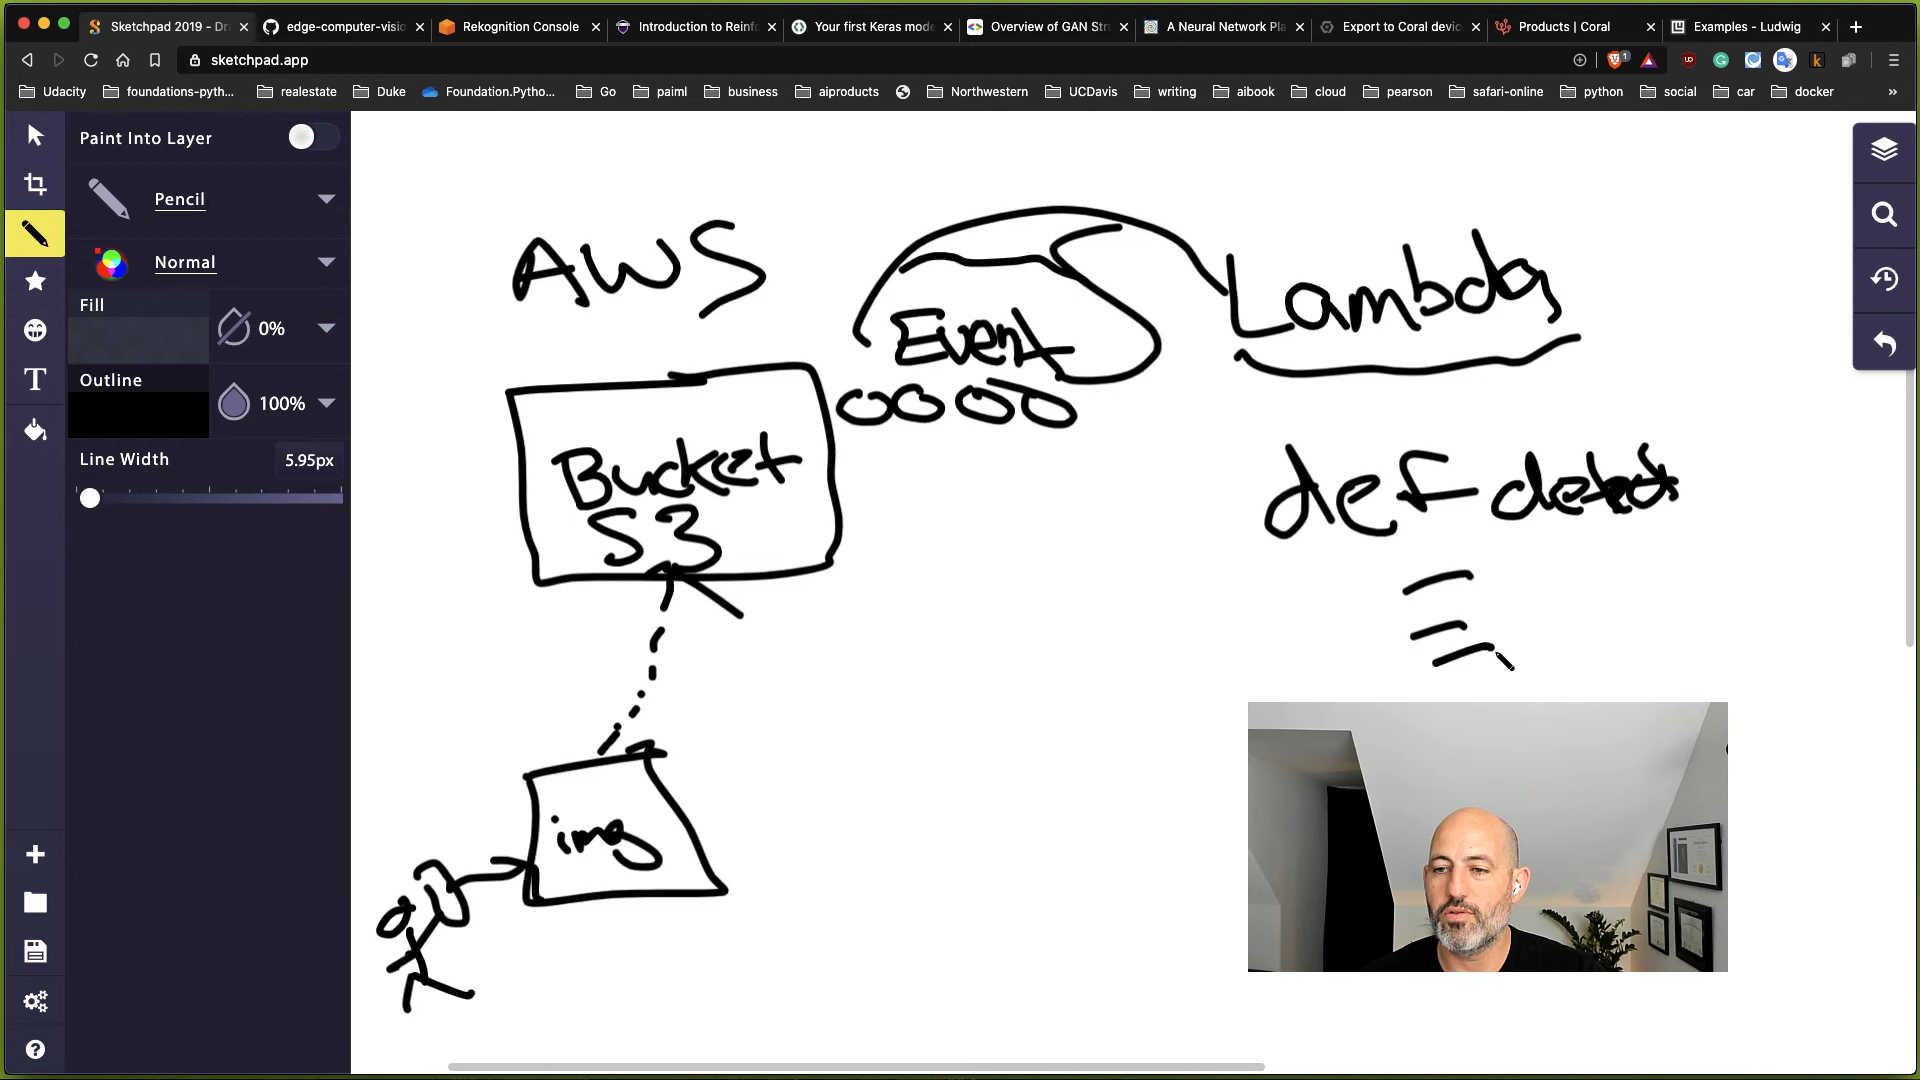 Sketchpad 2019 - Dr
edge-computer-visio
Rekognition Console
Introduction to Reinf
Your first Keras mode
Overview of GAN Str
A Neural Network Pla
Export to Coral devic
Products | Coral
Examples - Ludwig
sketchpad.app
1
Udacity
foundations-pyth...
realestate
Duke
Foundation.Pytho...
Go
paiml
business
aiproducts
Northwestern
UCDavis
writing
aibook
cloud
pearson
safari-online
python
social
car
docker
»
Paint Into Layer
Pencil
Normal
Fill
0%
Outline
100%
Line Width
5.95px
AWS
Event
Lambda
Bucket
S3
def detect
img